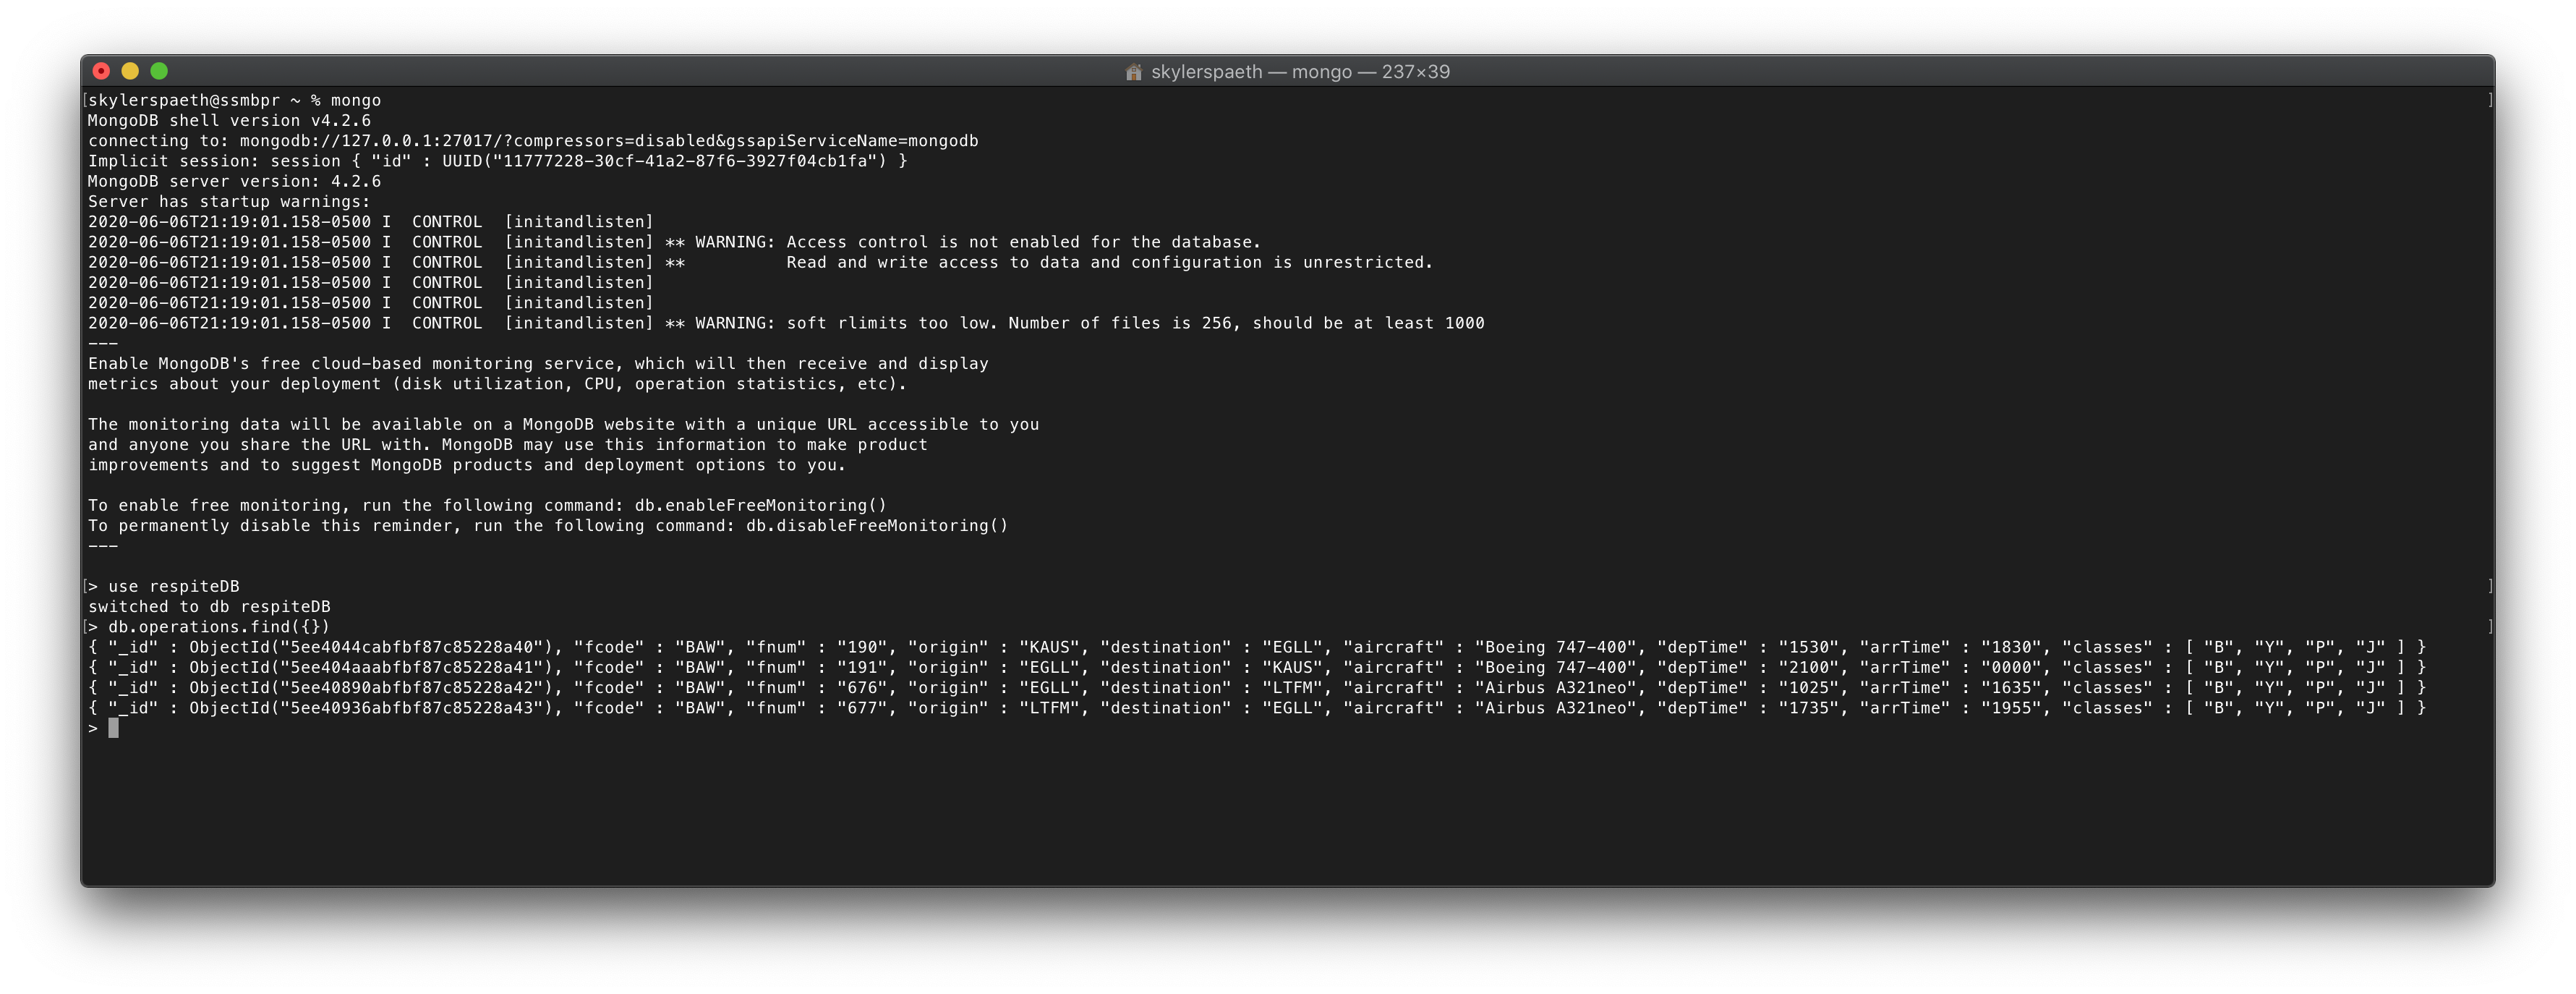 skylerspaeth — mongo — 237×39
[skylerspaeth@ssmbpr ~ % mongo ]
MongoDB shell version v4.2.6
connecting to: mongodb://127.0.0.1:27017/?compressors=disabled&gssapiServiceName=mongodb
Implicit session: session { "id" : UUID("11777228-30cf-41a2-87f6-3927f04cb1fa") }
MongoDB server version: 4.2.6
Server has startup warnings:
2020-06-06T21:19:01.158-0500 I  CONTROL  [initandlisten]
2020-06-06T21:19:01.158-0500 I  CONTROL  [initandlisten] ** WARNING: Access control is not enabled for the database.
2020-06-06T21:19:01.158-0500 I  CONTROL  [initandlisten] **          Read and write access to data and configuration is unrestricted.
2020-06-06T21:19:01.158-0500 I  CONTROL  [initandlisten]
2020-06-06T21:19:01.158-0500 I  CONTROL  [initandlisten]
2020-06-06T21:19:01.158-0500 I  CONTROL  [initandlisten] ** WARNING: soft rlimits too low. Number of files is 256, should be at least 1000
---
Enable MongoDB's free cloud-based monitoring service, which will then receive and display
metrics about your deployment (disk utilization, CPU, operation statistics, etc).
The monitoring data will be available on a MongoDB website with a unique URL accessible to you
and anyone you share the URL with. MongoDB may use this information to make product
improvements and to suggest MongoDB products and deployment options to you.
To enable free monitoring, run the following command: db.enableFreeMonitoring()
To permanently disable this reminder, run the following command: db.disableFreeMonitoring()
---
[> use respiteDB ]
switched to db respiteDB
[> db.operations.find({}) ]
{ "_id" : ObjectId("5ee4044cabfbf87c85228a40"), "fcode" : "BAW", "fnum" : "190", "origin" : "KAUS", "destination" : "EGLL", "aircraft" : "Boeing 747-400", "depTime" : "1530", "arrTime" : "1830", "classes" : [ "B", "Y", "P", "J" ] }
{ "_id" : ObjectId("5ee404aaabfbf87c85228a41"), "fcode" : "BAW", "fnum" : "191", "origin" : "EGLL", "destination" : "KAUS", "aircraft" : "Boeing 747-400", "depTime" : "2100", "arrTime" : "0000", "classes" : [ "B", "Y", "P", "J" ] }
{ "_id" : ObjectId("5ee40890abfbf87c85228a42"), "fcode" : "BAW", "fnum" : "676", "origin" : "EGLL", "destination" : "LTFM", "aircraft" : "Airbus A321neo", "depTime" : "1025", "arrTime" : "1635", "classes" : [ "B", "Y", "P", "J" ] }
{ "_id" : ObjectId("5ee40936abfbf87c85228a43"), "fcode" : "BAW", "fnum" : "677", "origin" : "LTFM", "destination" : "EGLL", "aircraft" : "Airbus A321neo", "depTime" : "1735", "arrTime" : "1955", "classes" : [ "B", "Y", "P", "J" ] }
>